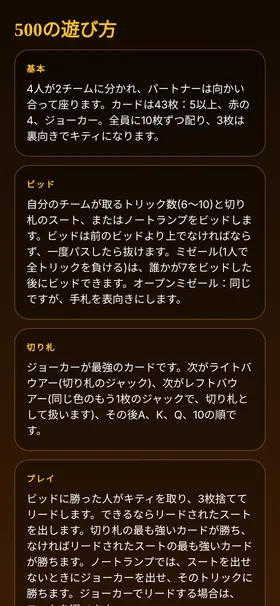 500の遊び方
基本
4人が2チームに分かれ、パートナーは向かい
合って座ります。カードは43枚：5以上、赤の
4、ジョーカー。全員に10枚ずつ配り、3枚は
裏向きでキティになります。
ビッド
自分のチームが取るトリック数(6〜10)と切り
札のスート、またはノートランプをビッドしま
す。ビッドは前のビッドより上でなければなら
ず、一度パスしたら抜けます。ミゼール(1人で
全トリックを負ける)は、誰かが7をビッドした
後にビッドできます。オープンミゼール：同じ
ですが、手札を表向きにします。
切り札
ジョーカーが最強のカードです。次がライトバ
ウアー(切り札のジャック)、次がレフトバウ
アー(同じ色のもう1枚のジャックで、切り札と
して扱います)、その後A、K、Q、10の順で
す。
プレイ
ビッドに勝った人がキティを取り、3枚捨てて
リードします。できるならリードされたスート
を出します。切り札の最も強いカードが勝ち、
なければリードされたスートの最も強いカード
が勝ちます。ノートランプでは、スートを出せ
ないときにジョーカーを出せ、そのトリックに
勝ちます。ジョーカーでリードする場合は、